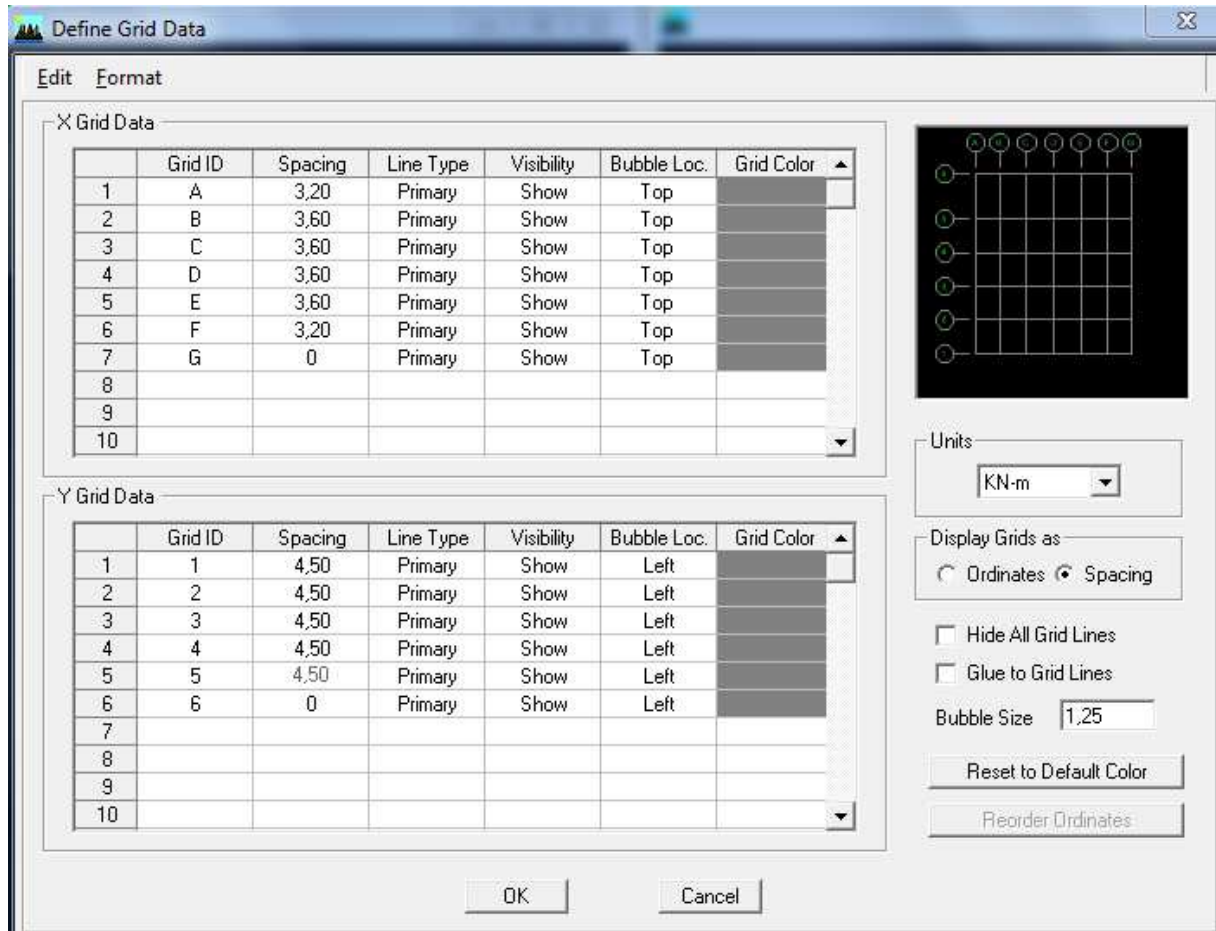 Define Grid Data
Edit Format
X Grid Data
Grid ID Spacing Line Type Visibility Bubble Loc. Grid Color
1 A 3,20 Primary Show Top
2 B 3,60 Primary Show Top
3 C 3,60 Primary Show Top
4 D 3,60 Primary Show Top
5 E 3,60 Primary Show Top
6 F 3,20 Primary Show Top
7 G 0 Primary Show Top
8
9
10
Units
KN-m
Y Grid Data
Grid ID Spacing Line Type Visibility Bubble Loc. Grid Color
1 1 4,50 Primary Show Left
2 2 4,50 Primary Show Left
3 3 4,50 Primary Show Left
4 4 4,50 Primary Show Left
5 5 4,50 Primary Show Left
6 6 0 Primary Show Left
7
8
9
10
Display Grids as
Ordinates Spacing
Hide All Grid Lines
Glue to Grid Lines
Bubble Size 1,25
Reset to Default Color
Reorder Ordinates
OK Cancel